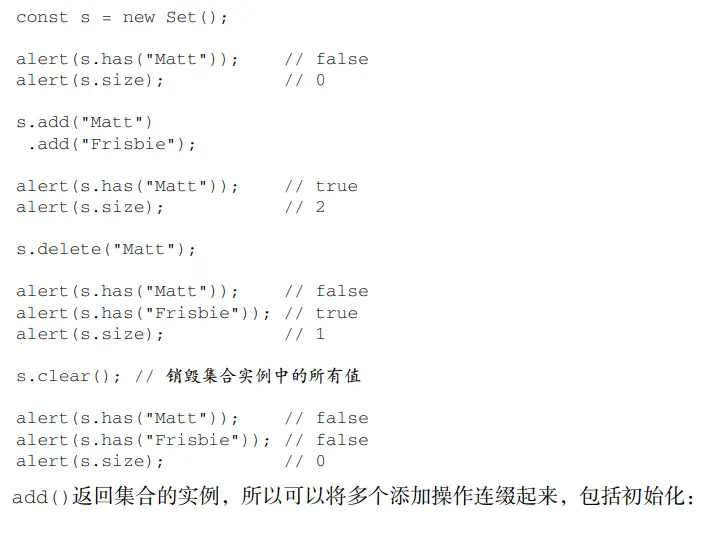 const s = new Set();
alert(s.has("Matt"));    // false
alert(s.size);           // 0
s.add("Matt")
 .add("Frisbie");
alert(s.has("Matt"));    // true
alert(s.size);           // 2
s.delete("Matt");
alert(s.has("Matt"));    // false
alert(s.has("Frisbie")); // true
alert(s.size);           // 1
s.clear(); // 销毁集合实例中的所有值
alert(s.has("Matt"));    // false
alert(s.has("Frisbie")); // false
alert(s.size);           // 0
add()返回集合的实例，所以可以将多个添加操作连缀起来，包括初始化：